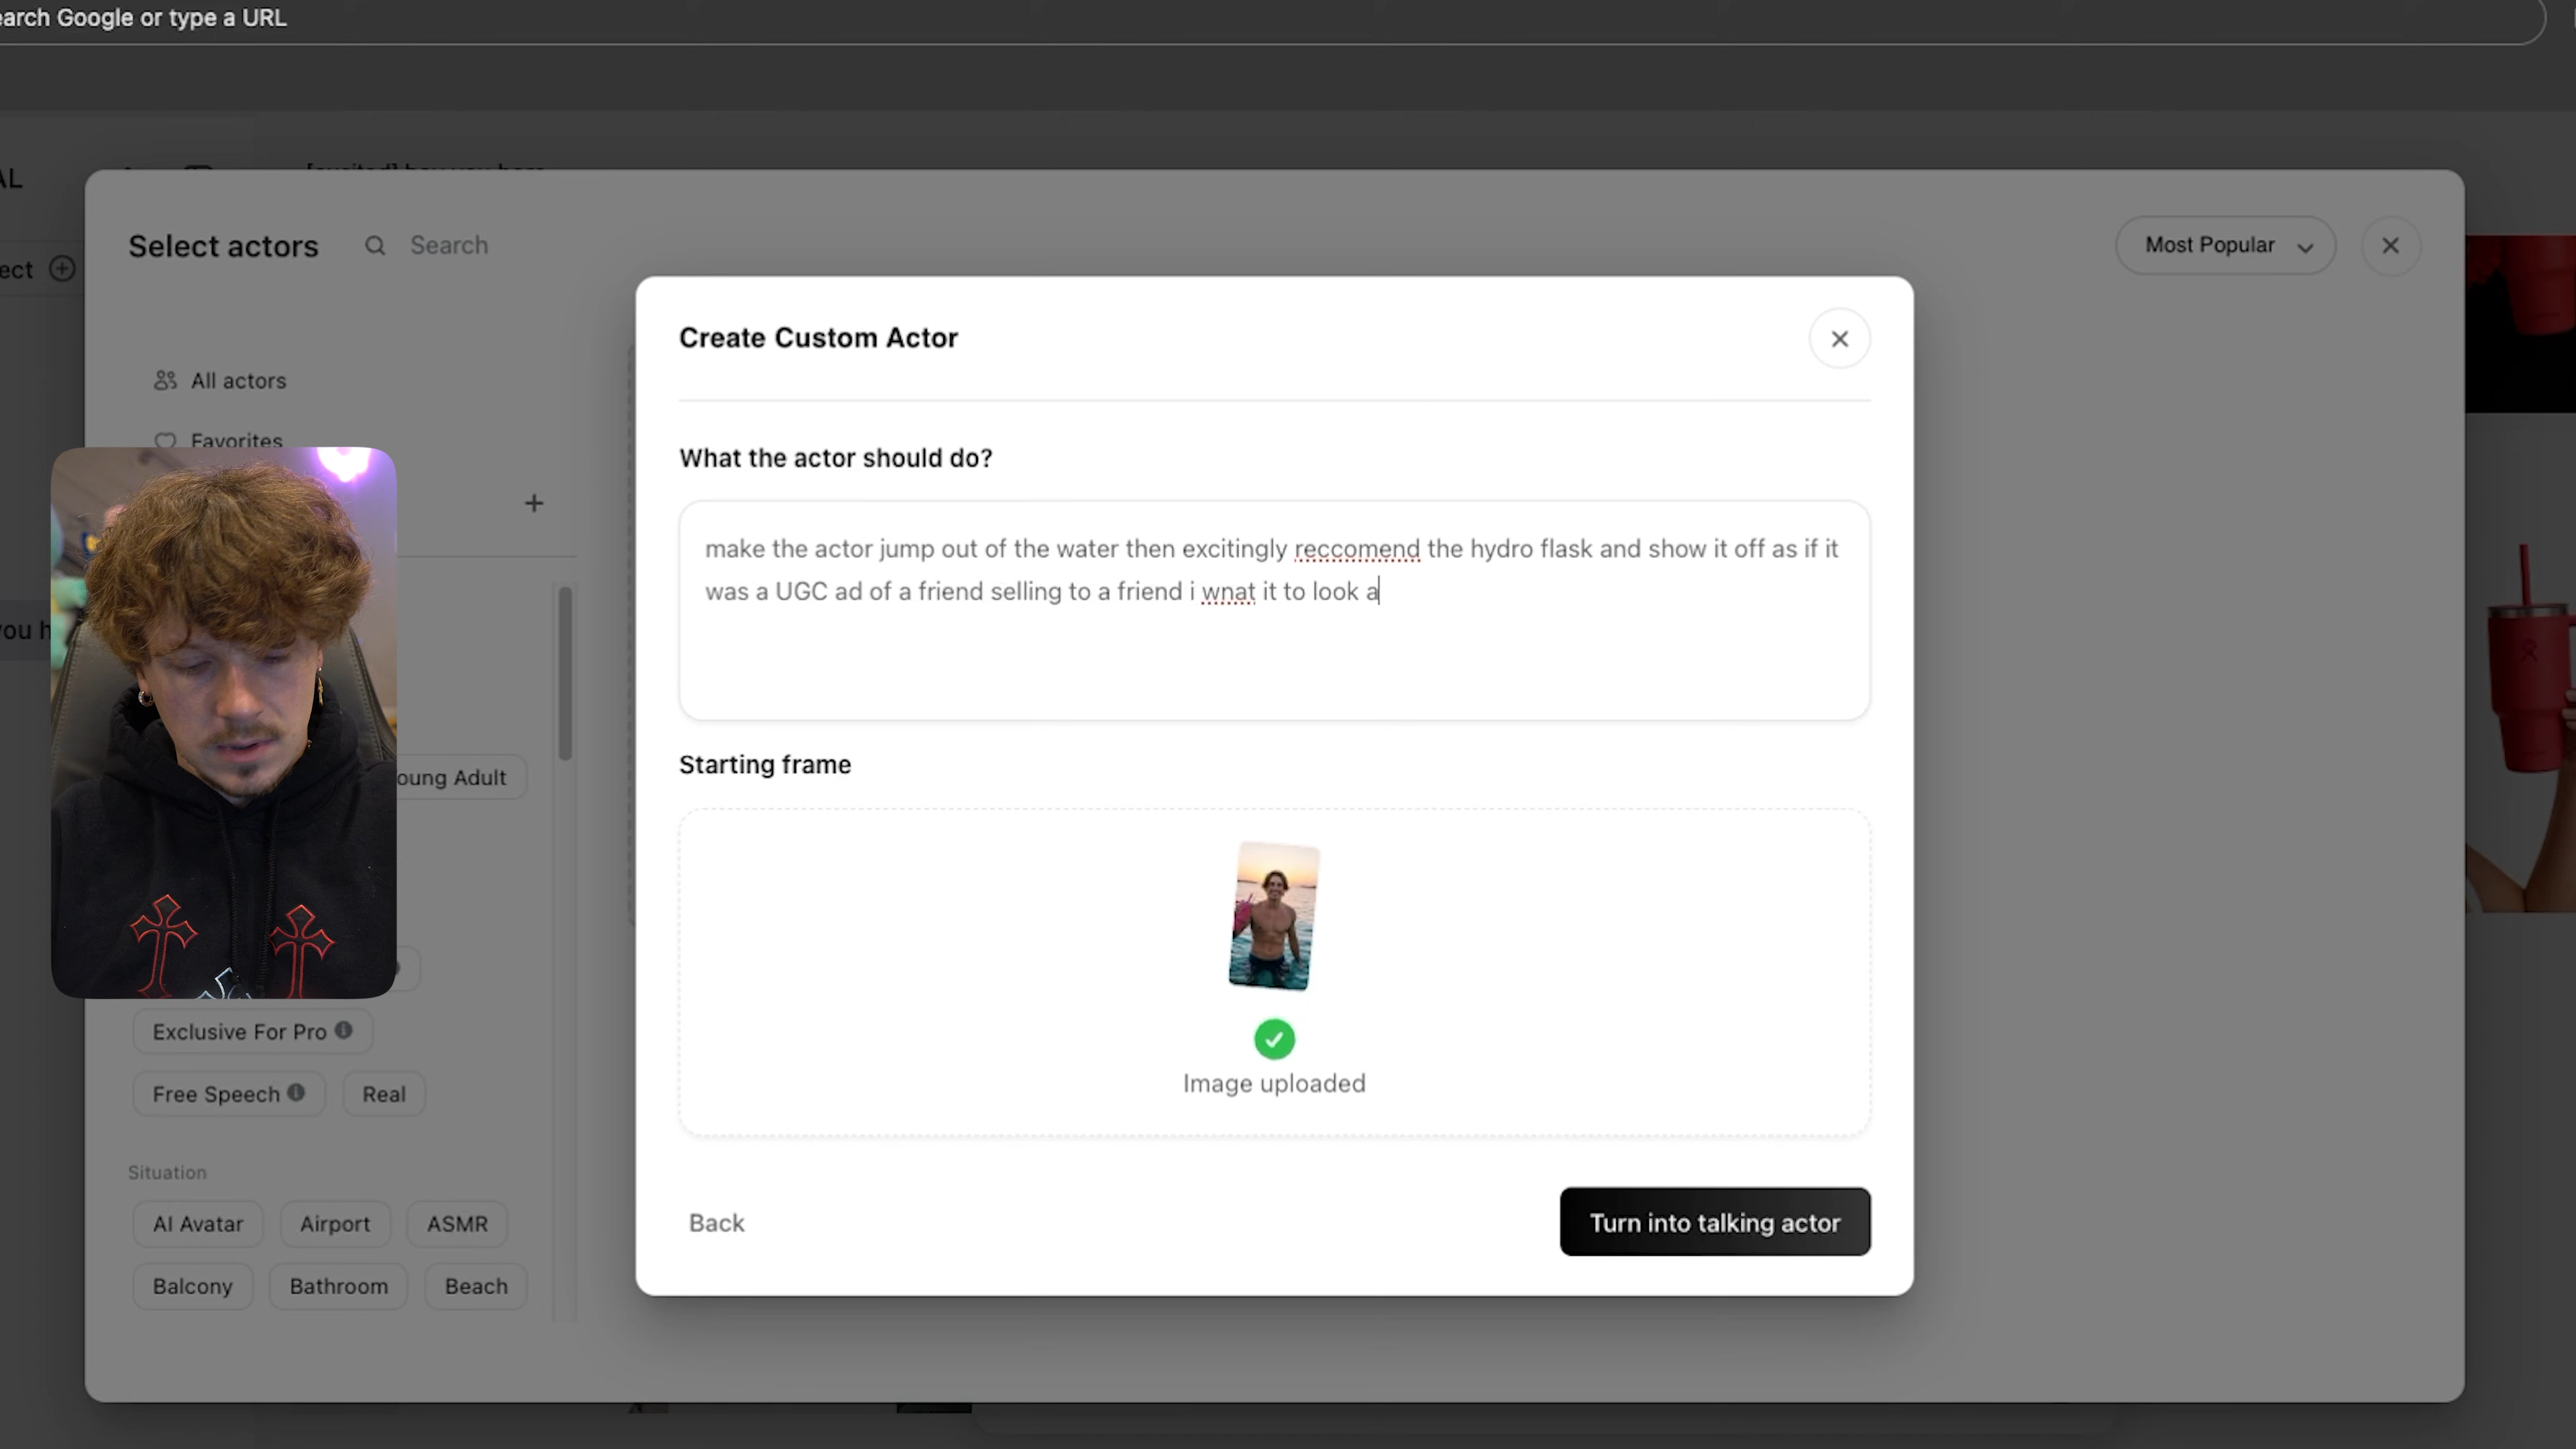 earch Google or type a URL
AL
Select actors
Search
Most Popular
ect
All actors
Favorites
Create Custom Actor
What the actor should do?
make the actor jump out of the water then excitingly reccomend the hydro flask and show it off as if it
was a UGC ad of a friend selling to a friend i wnat it to look a
you h
oung Adult
Starting frame
Image uploaded
Exclusive For Pro
Free Speech
Real
Situation
AI Avatar
Airport
ASMR
Balcony
Bathroom
Beach
Back
Turn into talking actor